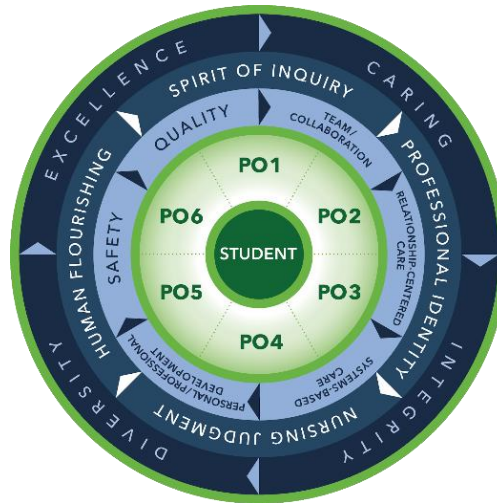 EXCELLENCE
CARING
INTEGRITY
DIVERSITY
SPIRIT OF INQUIRY
PROFESSIONAL IDENTITY
NURSING JUDGMENT
HUMAN FLOURISHING
QUALITY
TEAM/
COLLABORATION
RELATIONSHIP-CENTERED
CARE
SYSTEMS-BASED
CARE
PERSONAL/PROFESSIONAL
DEVELOPMENT
SAFETY
PO1
PO2
PO3
PO4
PO5
PO6
STUDENT